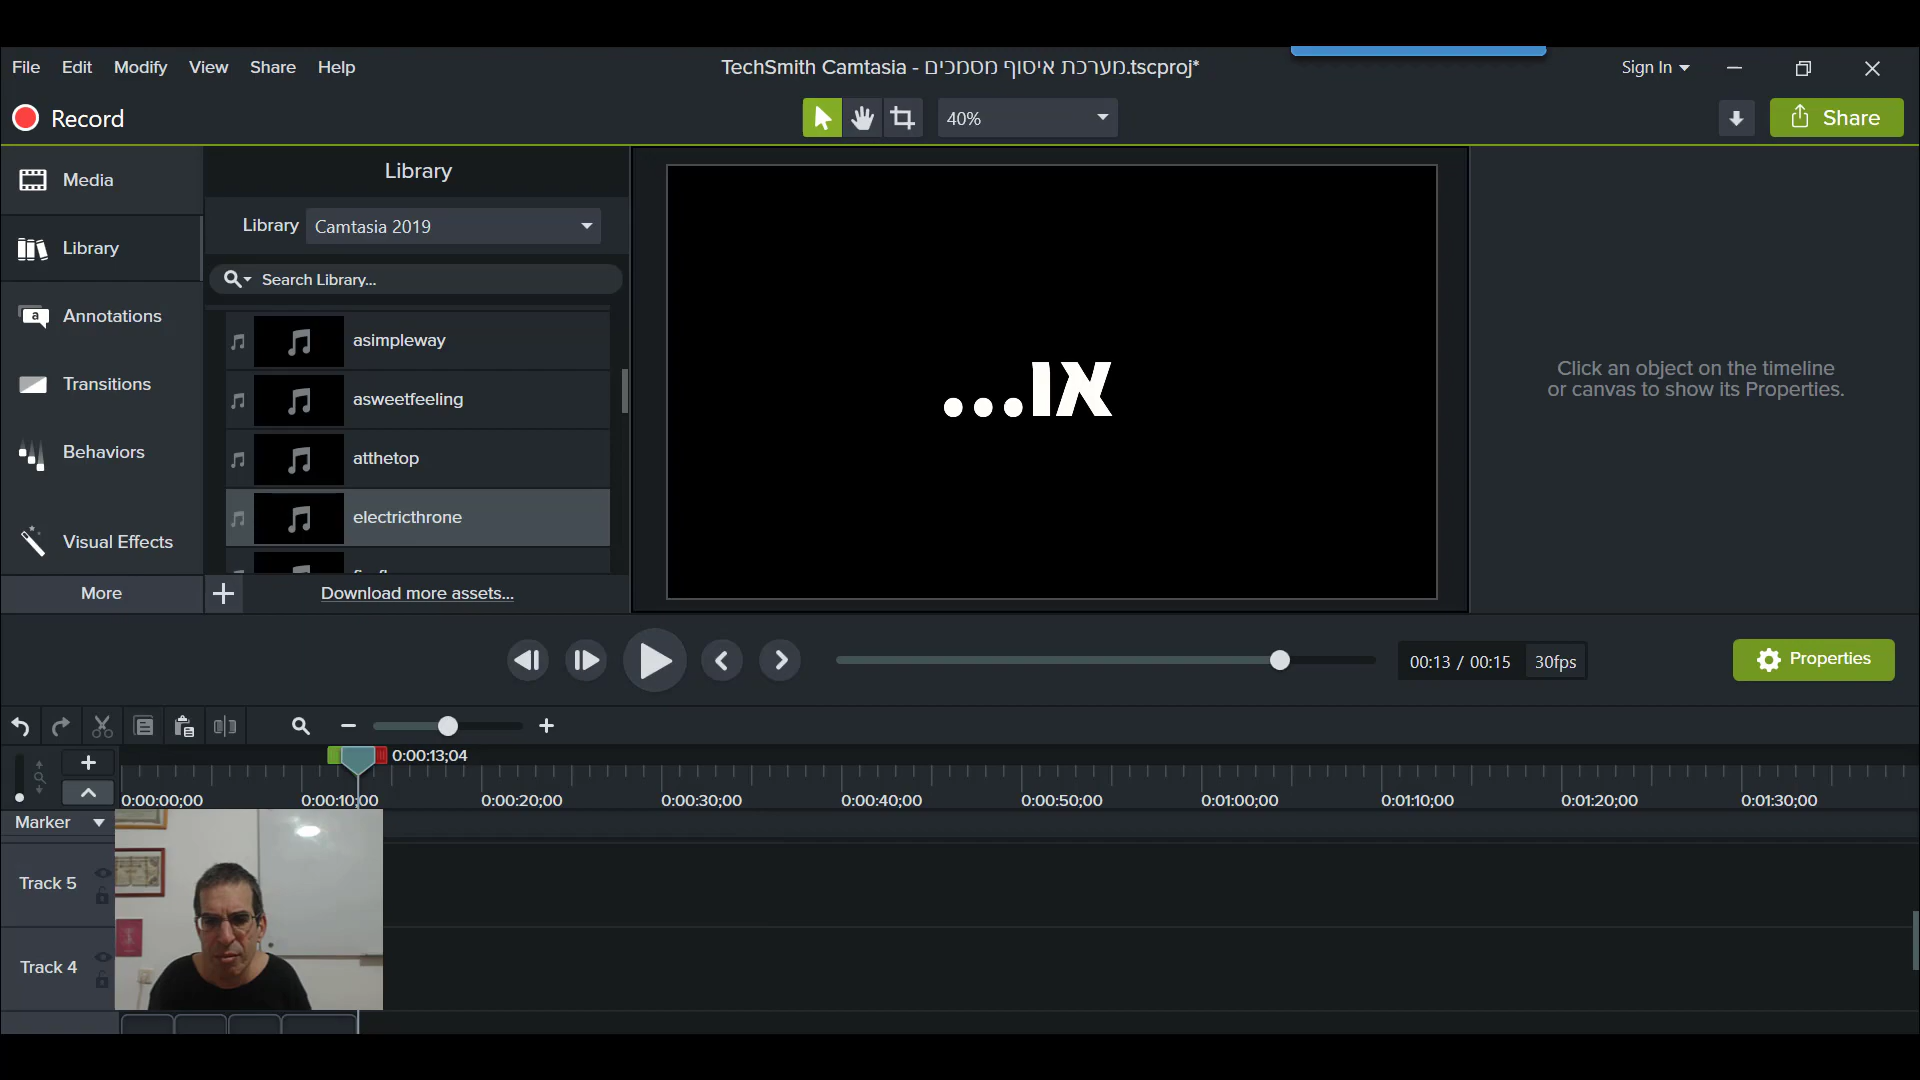 File Edit Modify View Share Help
TechSmith Camtasia - מערכת איסוף מסמכים.tscproj*
Sign In
Record
40%
Share
Media
Library
Annotations
Transitions
Behaviors
Visual Effects
More
Library
Library Camtasia 2019
Search Library...
asimpleway
asweetfeeling
atthetop
electricthrone
Download more assets...
או...
Click an object on the timeline
or canvas to show its Properties.
00:13 / 00:15 30fps
Properties
0:00:13;04
0:00:00;00 0:00:10;00 0:00:20;00 0:00:30;00 0:00:40;00 0:00:50;00 0:01:00;00 0:01:10;00 0:01:20;00 0:01:30;00
Marker
Track 5
Track 4